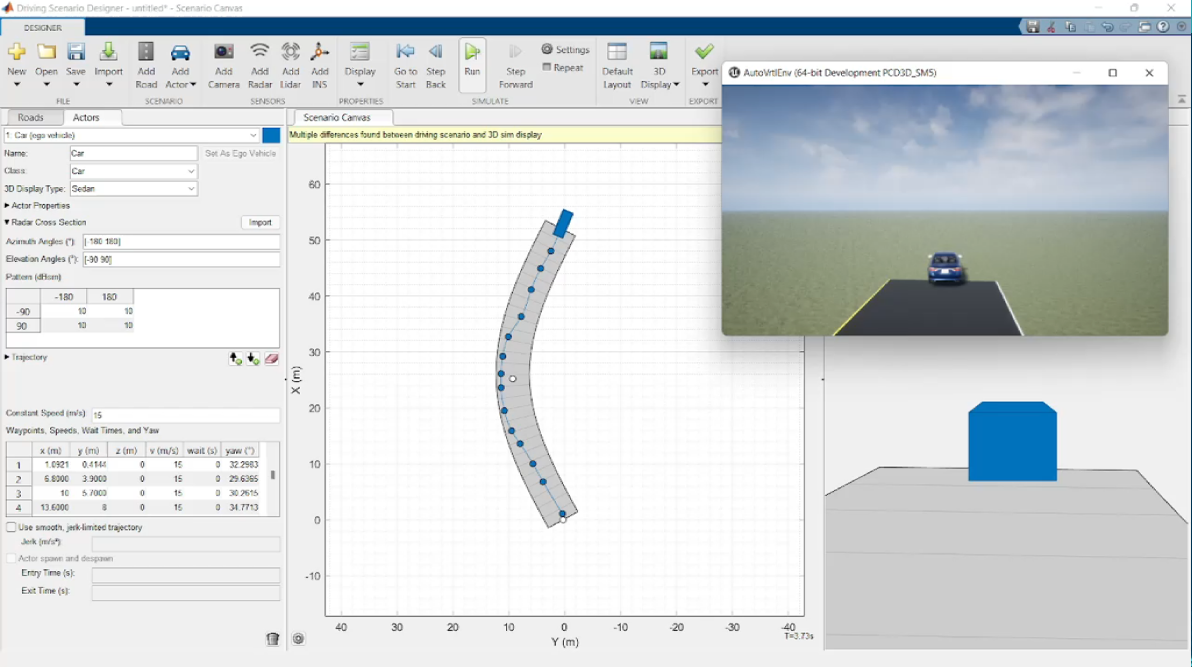 Driving Scenario Designer - untitled* - Scenario Canvas
DESIGNER
New
Open
Save
Import
Add Road
Add Actor
Add Camera
Add Radar
Add Lidar
Add INS
Display
Go to Start
Step Back
Run
Step Forward
Settings
Repeat
Default Layout
3D Display
Export
FILE
SCENARIO
SENSORS
PROPERTIES
SIMULATE
VIEW
EXPORT
AutoVrtlEnv (64-bit Development PCD3D_SM5)
Roads
Actors
Scenario Canvas
1: Car (ego vehicle)
Multiple differences found between driving scenario and 3D sim display
Name:
Car
Set As Ego Vehicle
Class:
Car
3D Display Type:
Sedan
Actor Properties
Radar Cross Section
Import
Azimuth Angles (°):
[-180 180]
Elevation Angles (°):
[-90 90]
Pattern (dBsm):
-180 180
-90 10 10
90 10 10
Trajectory
Constant Speed (m/s):
15
Waypoints, Speeds, Wait Times, and Yaw
x (m) y (m) z (m) v (m/s) wait (s) yaw (°)
1 1.0921 0.4144 0 15 0 32.2983
2 6.8000 3.9000 0 15 0 29.6365
3 10 5.7000 0 15 0 30.2615
4 13.6000 8 0 15 0 34.7713
Use smooth, jerk-limited trajectory
Jerk (m/s³):
Actor spawn and despawn
Entry Time (s):
Exit Time (s):
60
50
40
30
20
10
0
-10
X (m)
40 30 20 10 0 -10 -20 -30 -40
Y (m)
T=3.73s